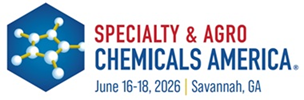 SPECIALTY & AGRO
CHEMICALS AMERICA®
June 16-18, 2026 | Savannah, GA